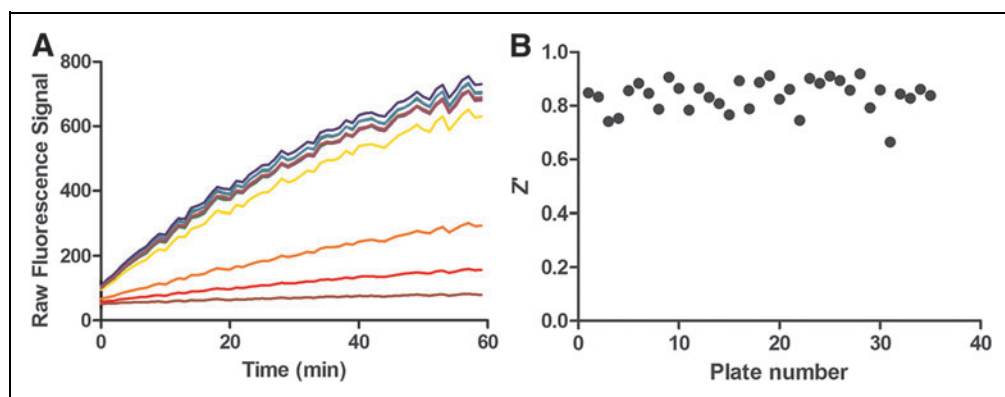 A
Raw Fluorescence Signal
800
600
400
200
0
0 20 40 60
Time (min)
B
Z'
1.0
0.8
0.6
0.4
0.2
0.0
0 10 20 30 40
Plate number